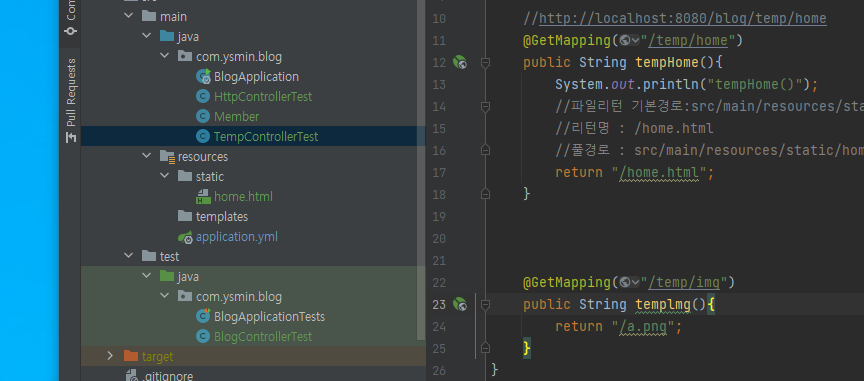 Com
Pull Requests
src
main
java
com.ysmin.blog
BlogApplication
HttpControllerTest
Member
TempControllerTest
resources
static
home.html
templates
application.yml
test
java
com.ysmin.blog
BlogApplicationTests
BlogControllerTest
target
.gitignore
10 //http://localhost:8080/blog/temp/home
11 @GetMapping("/temp/home")
12 public String tempHome(){
13 System.out.println("tempHome()");
14 //파일리턴 기본경로:src/main/resources/sta
15 //리턴명 : /home.html
16 //풀경로 : src/main/resources/static/hom
17 return "/home.html";
18 }
19
20
21
22 @GetMapping("/temp/img")
23 public String templmg(){
24 return "/a.png";
25 }
26 }